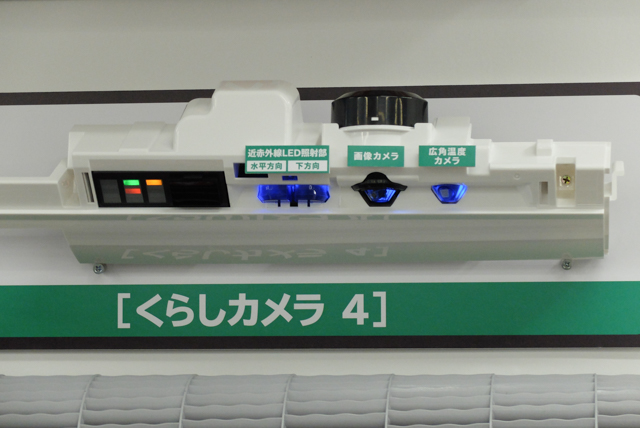 近赤外線LED照射部
水平方向 下方向
画像カメラ
広角温度
カメラ
[くらしカメラ 4]